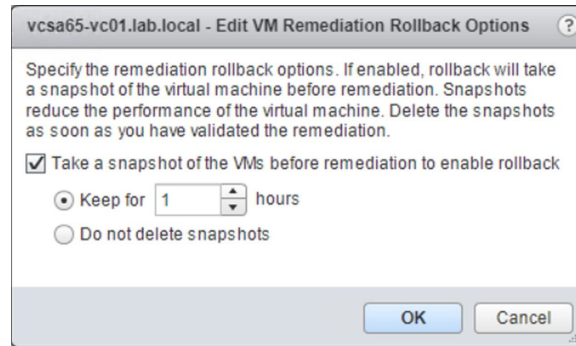 vcsa65-vc01.lab.local - Edit VM Remediation Rollback Options ?
Specify the remediation rollback options. If enabled, rollback will take
a snapshot of the virtual machine before remediation. Snapshots
reduce the performance of the virtual machine. Delete the snapshots
as soon as you have validated the remediation.
Take a snapshot of the VMs before remediation to enable rollback
Keep for 1 hours
Do not delete snapshots
OK Cancel